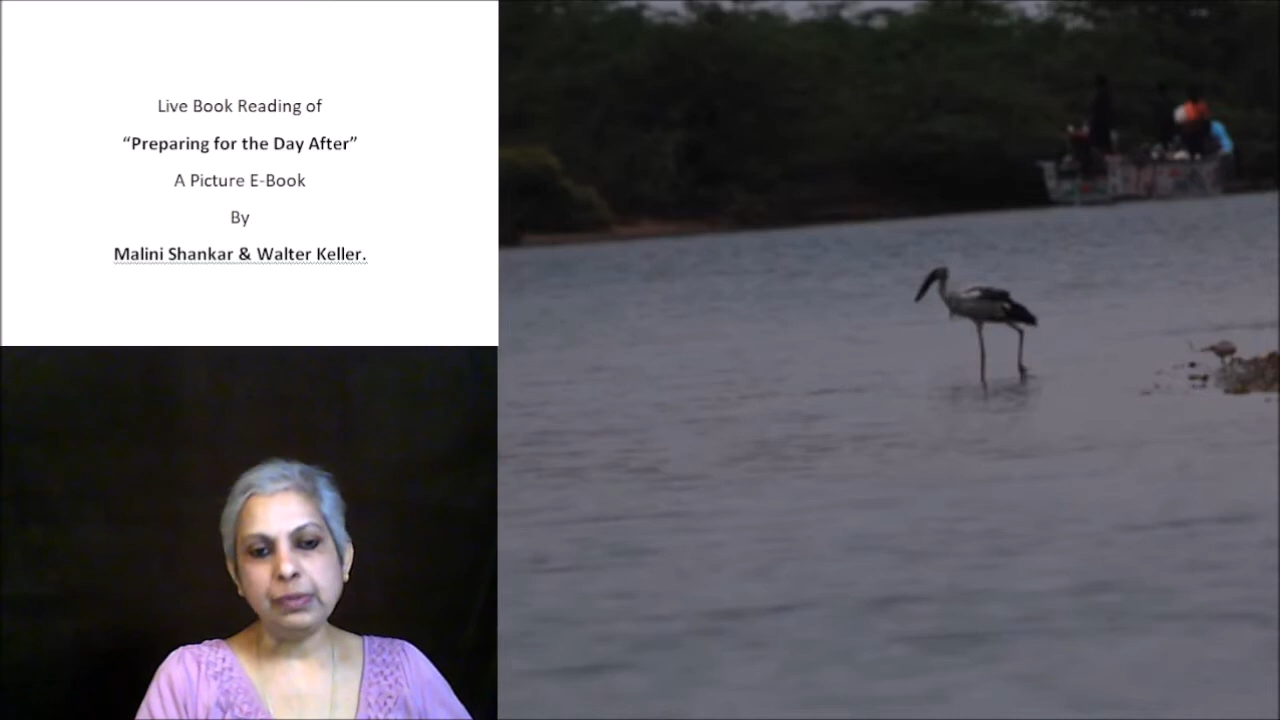 Live Book Reading of
“Preparing for the Day After”
A Picture E-Book
By
Malini Shankar & Walter Keller.